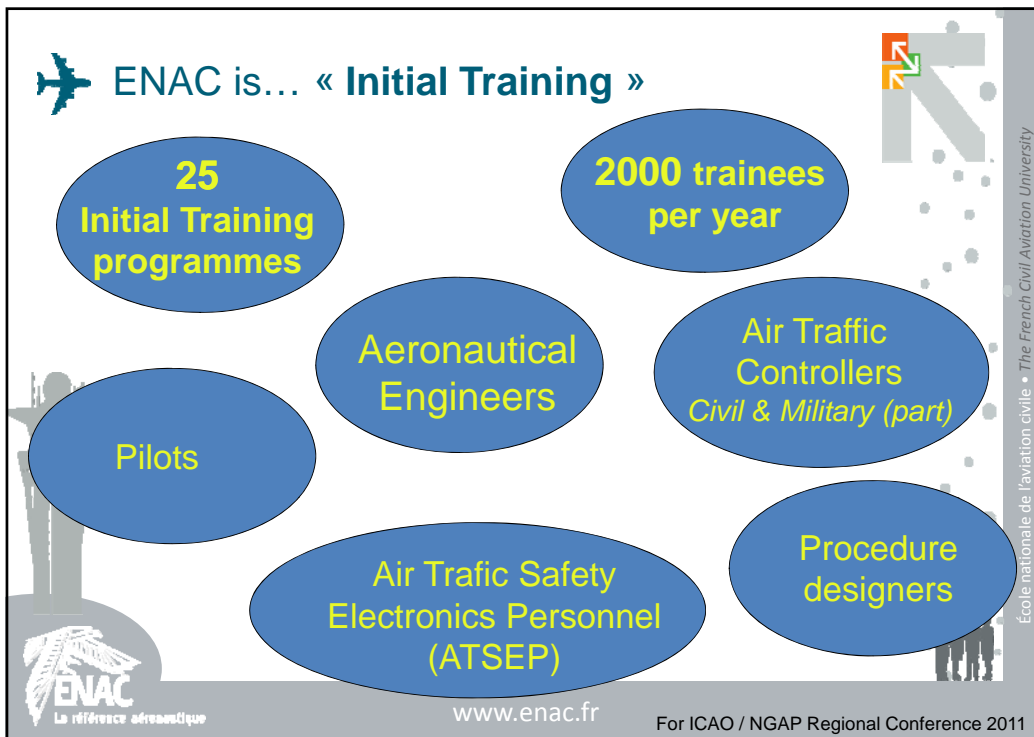 ENAC is… « Initial Training »
25
Initial Training
programmes
2000 trainees
per year
Aeronautical
Engineers
Air Traffic
Controllers
Civil & Military (part)
Pilots
Air Trafic Safety
Electronics Personnel
(ATSEP)
Procedure
designers
École nationale de l'aviation civile • The French Civil Aviation University
ENAC
La référence aéronautique
www.enac.fr
For ICAO / NGAP Regional Conference 2011